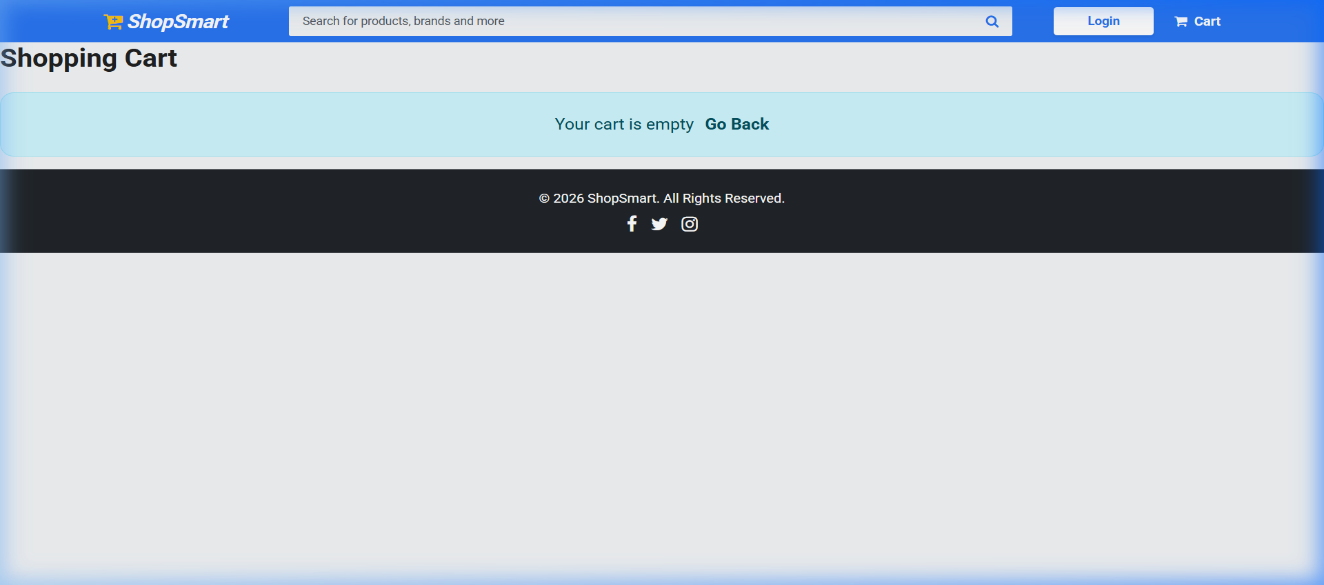 ShopSmart
Search for products, brands and more
Login
Cart
Shopping Cart
Your cart is empty Go Back
© 2026 ShopSmart. All Rights Reserved.